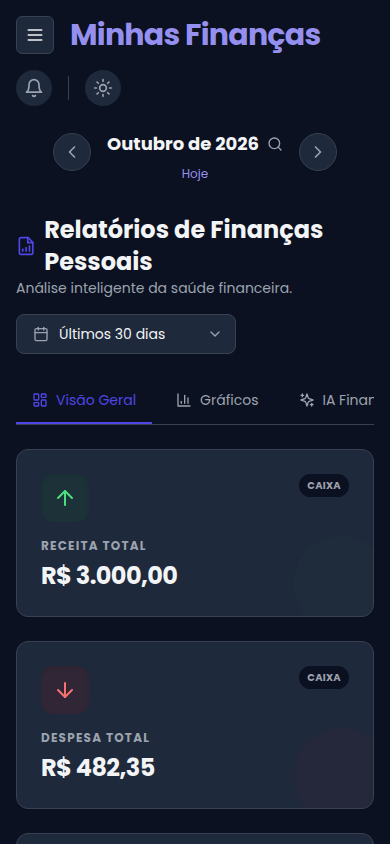 Minhas Finanças
Outubro de 2026
Hoje
Relatórios de Finanças
Pessoais
Análise inteligente da saúde financeira.
Últimos 30 dias
Visão Geral
Gráficos
IA Finan
CAIXA
RECEITA TOTAL
R$ 3.000,00
CAIXA
DESPESA TOTAL
R$ 482,35